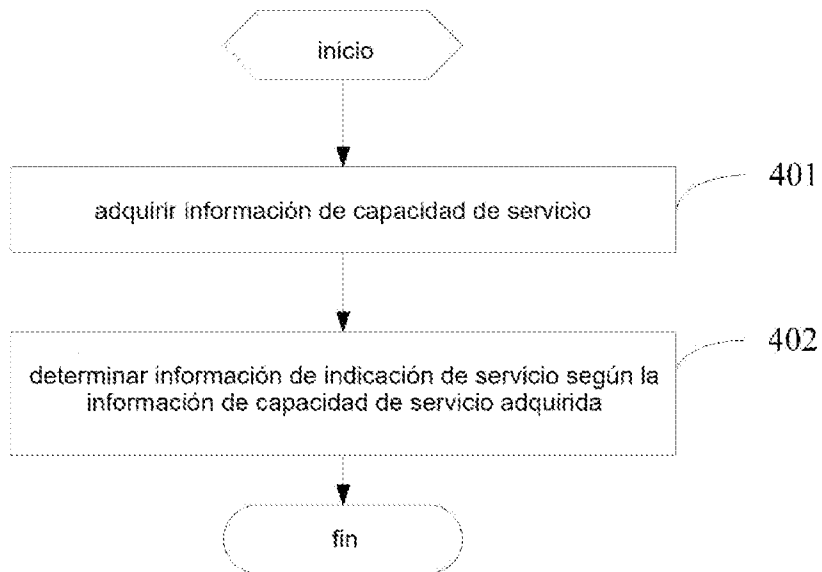 inicio
adquirir información de capacidad de servicio
401
determinar información de indicación de servicio según la
información de capacidad de servicio adquirida
402
fin